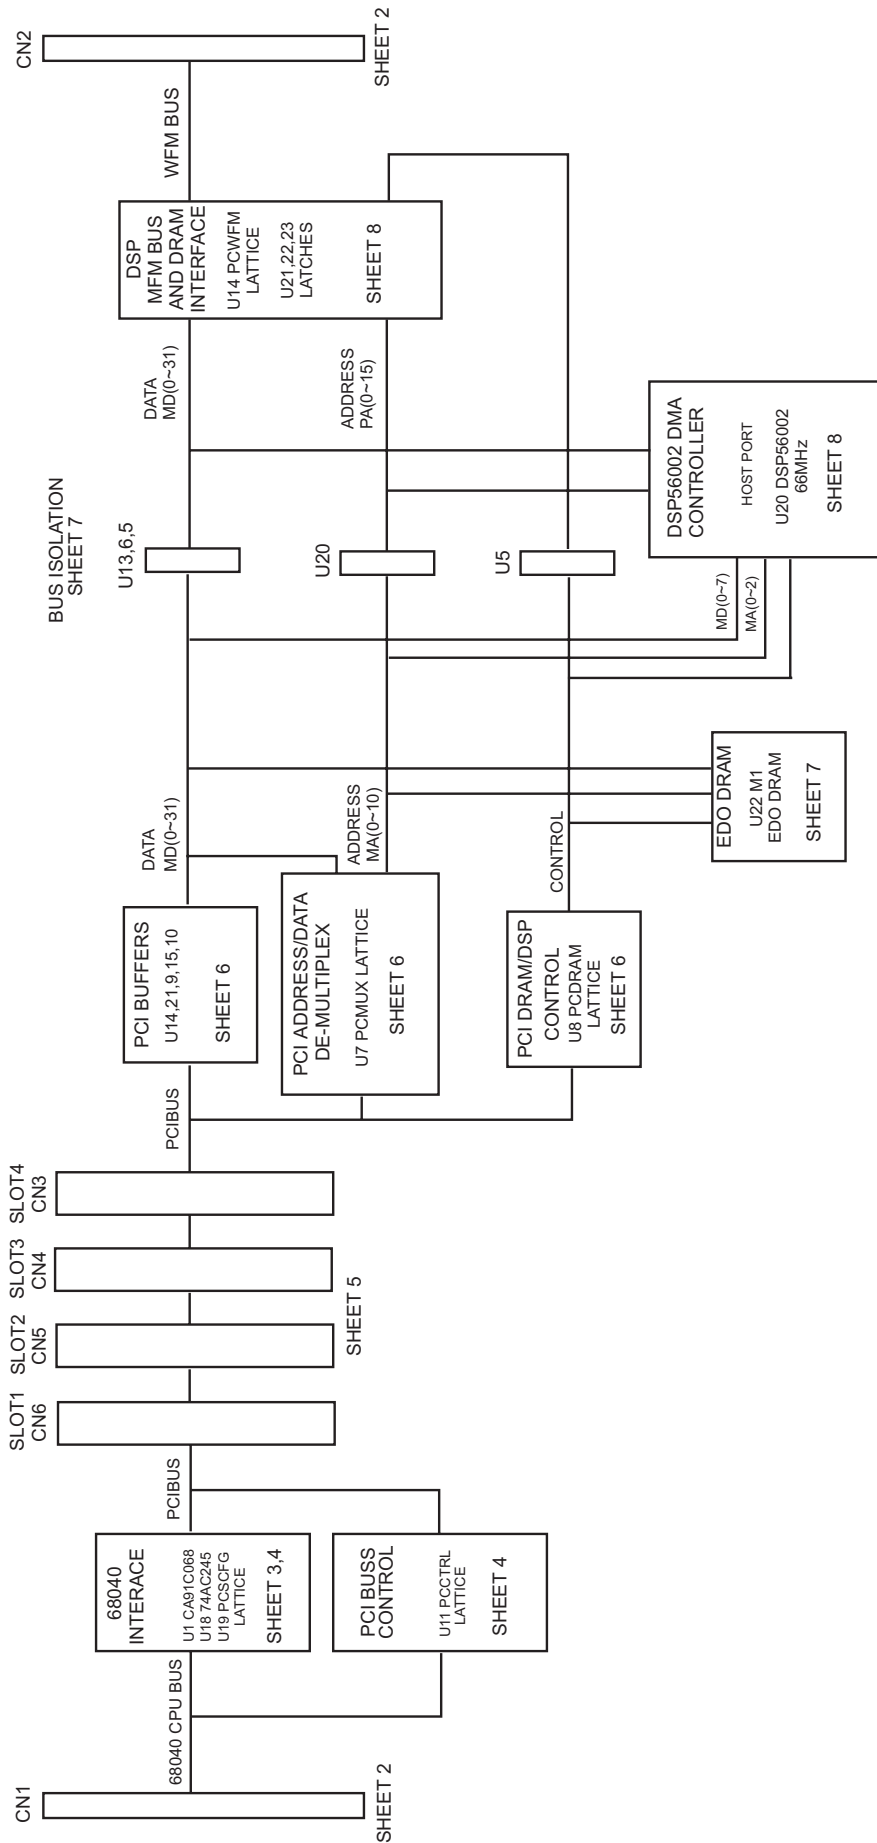 CN1
SHEET 2
68040 CPU BUS
68040
INTERACE
U1 CA91C068
U18 74AC245
U19 PCSCFG
LATTICE
SHEET 3,4
PCI BUSS
CONTROL
U11 PCCTRL
LATTICE
SHEET 4
PCIBUS
SLOT1
CN6
SLOT2
CN5
SLOT3
CN4
SLOT4
CN3
SHEET 5
PCIBUS
PCI BUFFERS
U14,21,9,15,10
SHEET 6
PCI ADDRESS/DATA
DE-MULTIPLEX
U7 PCMUX LATTICE
SHEET 6
PCI DRAM/DSP
CONTROL
U8 PCDRAM
LATTICE
SHEET 6
DATA
MD(0~31)
ADDRESS
MA(0~10)
CONTROL
EDO DRAM
U22 M1
EDO DRAM
SHEET 7
BUS ISOLATION
SHEET 7
U13,6,5
U20
U5
MD(0~7)
MA(0~2)
DSP56002 DMA
CONTROLLER
HOST PORT
U20 DSP56002
66MHz
SHEET 8
DATA
MD(0~31)
ADDRESS
PA(0~15)
DSP
MFM BUS
AND DRAM
INTERFACE
U14 PCWFM
LATTICE
U21,22,23
LATCHES
SHEET 8
WFM BUS
CN2
SHEET 2